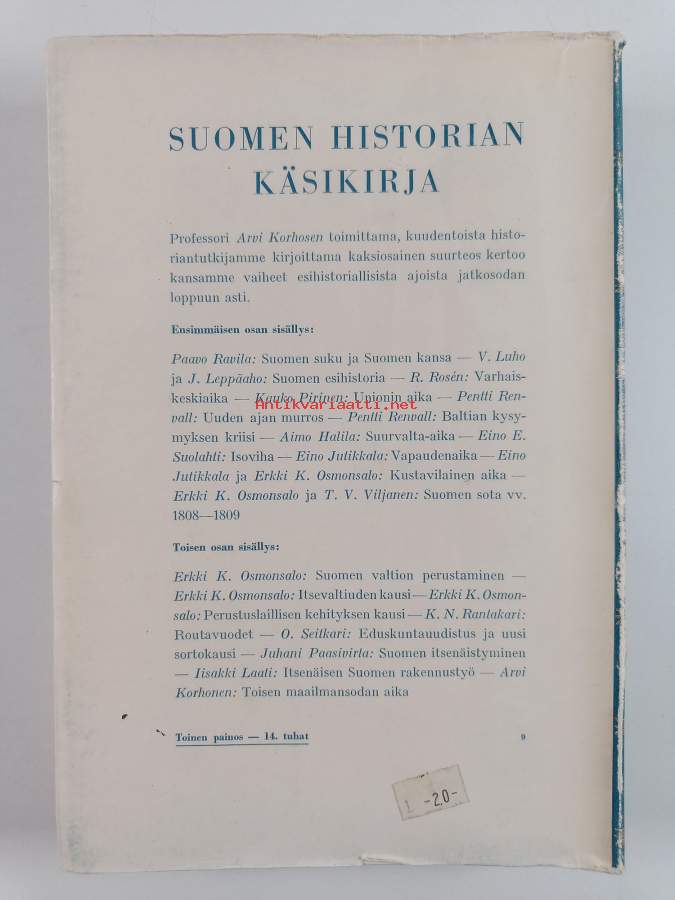 SUOMEN HISTORIAN
KÄSIKIRJA
Professori Arvi Korhosen toimittama, kuudentoista histo-
riantutkijamme kirjoittama kaksiosainen suurteos kertoo
kansamme vaiheet esihistoriallisista ajoista jatkosodan
loppuun asti.
Ensimmäisen osan sisällys:
Paavo Ravila: Suomen suku ja Suomen kansa — V. Luho
ja J. Leppäaho: Suomen esihistoria — R. Rosén: Varhais-
keskiaika — Kauko Pirinen: Unionin aika — Pentti Ren-
Antikvariaatti.net
vall: Uuden ajan murros — Pentti Renvall: Baltian kysy-
myksen kriisi — Aimo Halila: Suurvalta-aika — Eino E.
Suolahti: Isoviha — Eino Jutikkala: Vapaudenaika — Eino
Jutikkala ja Erkki K. Osmonsalo: Kustavilainen aika —
Erkki K. Osmonsalo ja T. V. Viljanen: Suomen sota vv.
1808—1809
Toisen osan sisällys:
Erkki K. Osmonsalo: Suomen valtion perustaminen —
Erkki K. Osmonsalo: Itsevaltiuden kausi — Erkki K. Osmon-
salo: Perustuslaillisen kehityksen kausi — K. N. Rantakari:
Routavuodet — O. Seitkari: Eduskuntauudistus ja uusi
sortokausi — Juhani Paasivirta: Suomen itsenäistyminen
— Iisakki Laati: Itsenäisen Suomen rakennustyö — Arvi
Korhonen: Toisen maailmansodan aika
Toinen painos — 14. tuhat 9
1 -20-